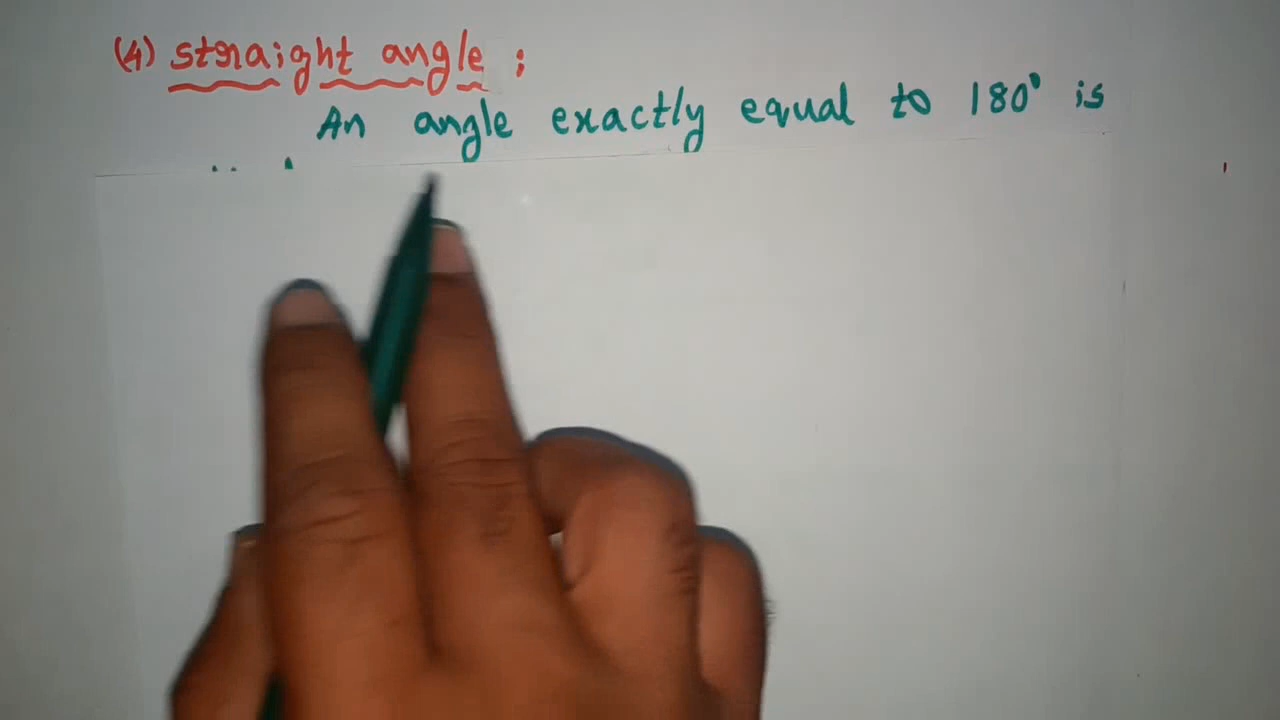 (4) straight angle :
An angle exactly equal to 180° is